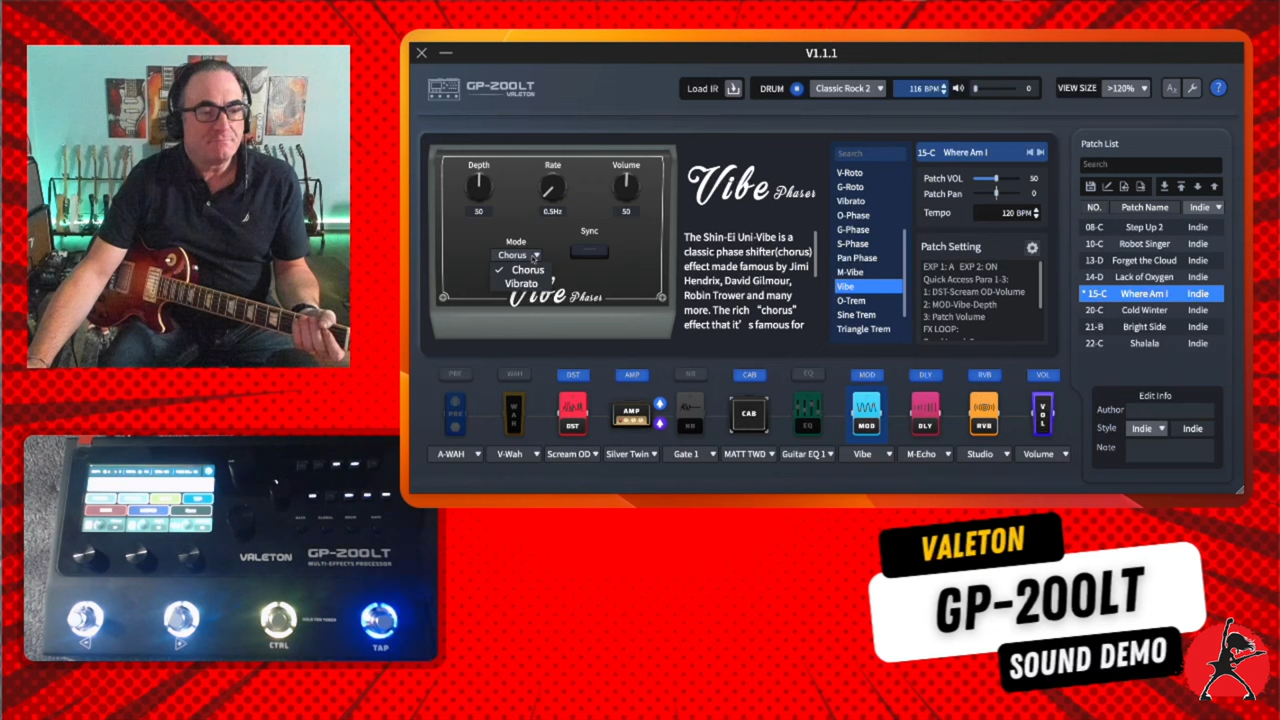 V1.1.1
GP-200LT
VALETON
Load IR
DRUM
Classic Rock 2
116 BPM
0
VIEW SIZE
>120%
?
Depth
Rate
Volume
50
0.5Hz
50
Mode
Sync
Chorus
✓ Chorus
Vibrato
Vibe Phaser
Vibe Phaser
The Shin-Ei Uni-Vibe is a
classic phase shifter(chorus)
effect made famous by Jimi
Hendrix, David Gilmour,
Robin Trower and many
more. The rich “chorus”
effect that it’s famous for
Search
V-Roto
G-Roto
Vibrato
O-Phase
G-Phase
S-Phase
Pan Phase
M-Vibe
Vibe
O-Trem
Sine Trem
Triangle Trem
15-C Where Am I
Patch VOL 50
Patch Pan 0
Tempo 120 BPM
Patch Setting
EXP 1: A EXP 2: ON
Quick Access Para 1-3:
1: DST-Scream OD-Volume
2: MOD-Vibe-Depth
3: Patch Volume
FX LOOP:
Patch List
Search
NO. Patch Name Indie
08-C Step Up 2 Indie
10-C Robot Singer Indie
13-D Forget the Cloud Indie
14-D Lack of Oxygen Indie
* 15-C Where Am I Indie
20-C Cold Winter Indie
21-B Bright Side Indie
22-C Shalala Indie
Edit Info
Author
Style Indie Indie
Note
PRE WAH DST AMP NR CAB EQ MOD DLY RVB VOL
PRE WAH DST AMP NR CAB EQ MOD DLY RVB VOL
A-WAH V-Wah Scream OD Silver Twin Gate 1 MATT TWD Guitar EQ 1 Vibe M-Echo Studio Volume
VALETON GP-200LT
MULTI-EFFECTS PROCESSOR
HOLD FOR TUNER
CTRL
TAP
VALETON
GP-200LT
SOUND DEMO